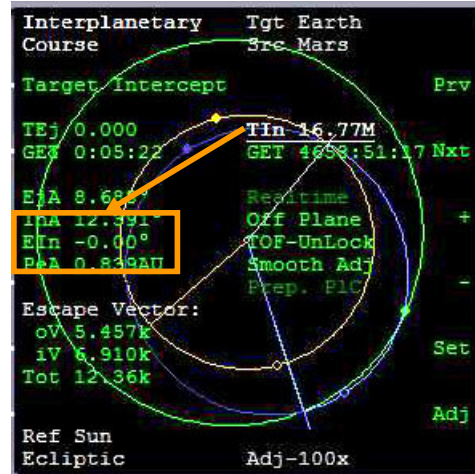 Interplanetary Tgt Earth
Course Src Mars
Target Intercept Prv
TEj 0.000 TIn 16.77M
GET 0:05:22 GET 4653:51:17 Nxt
EjA 8.688° Realtime
InA 12.991° Off Plane +
EIn -0.00° TOF-UnLock
PeA 0.839AU Smooth Adj -
Prep. PlC
Escape Vector:
oV 5.457k
iV 6.910k Set
Tot 12.36k
Adj
Ref Sun
Ecliptic Adj-100x